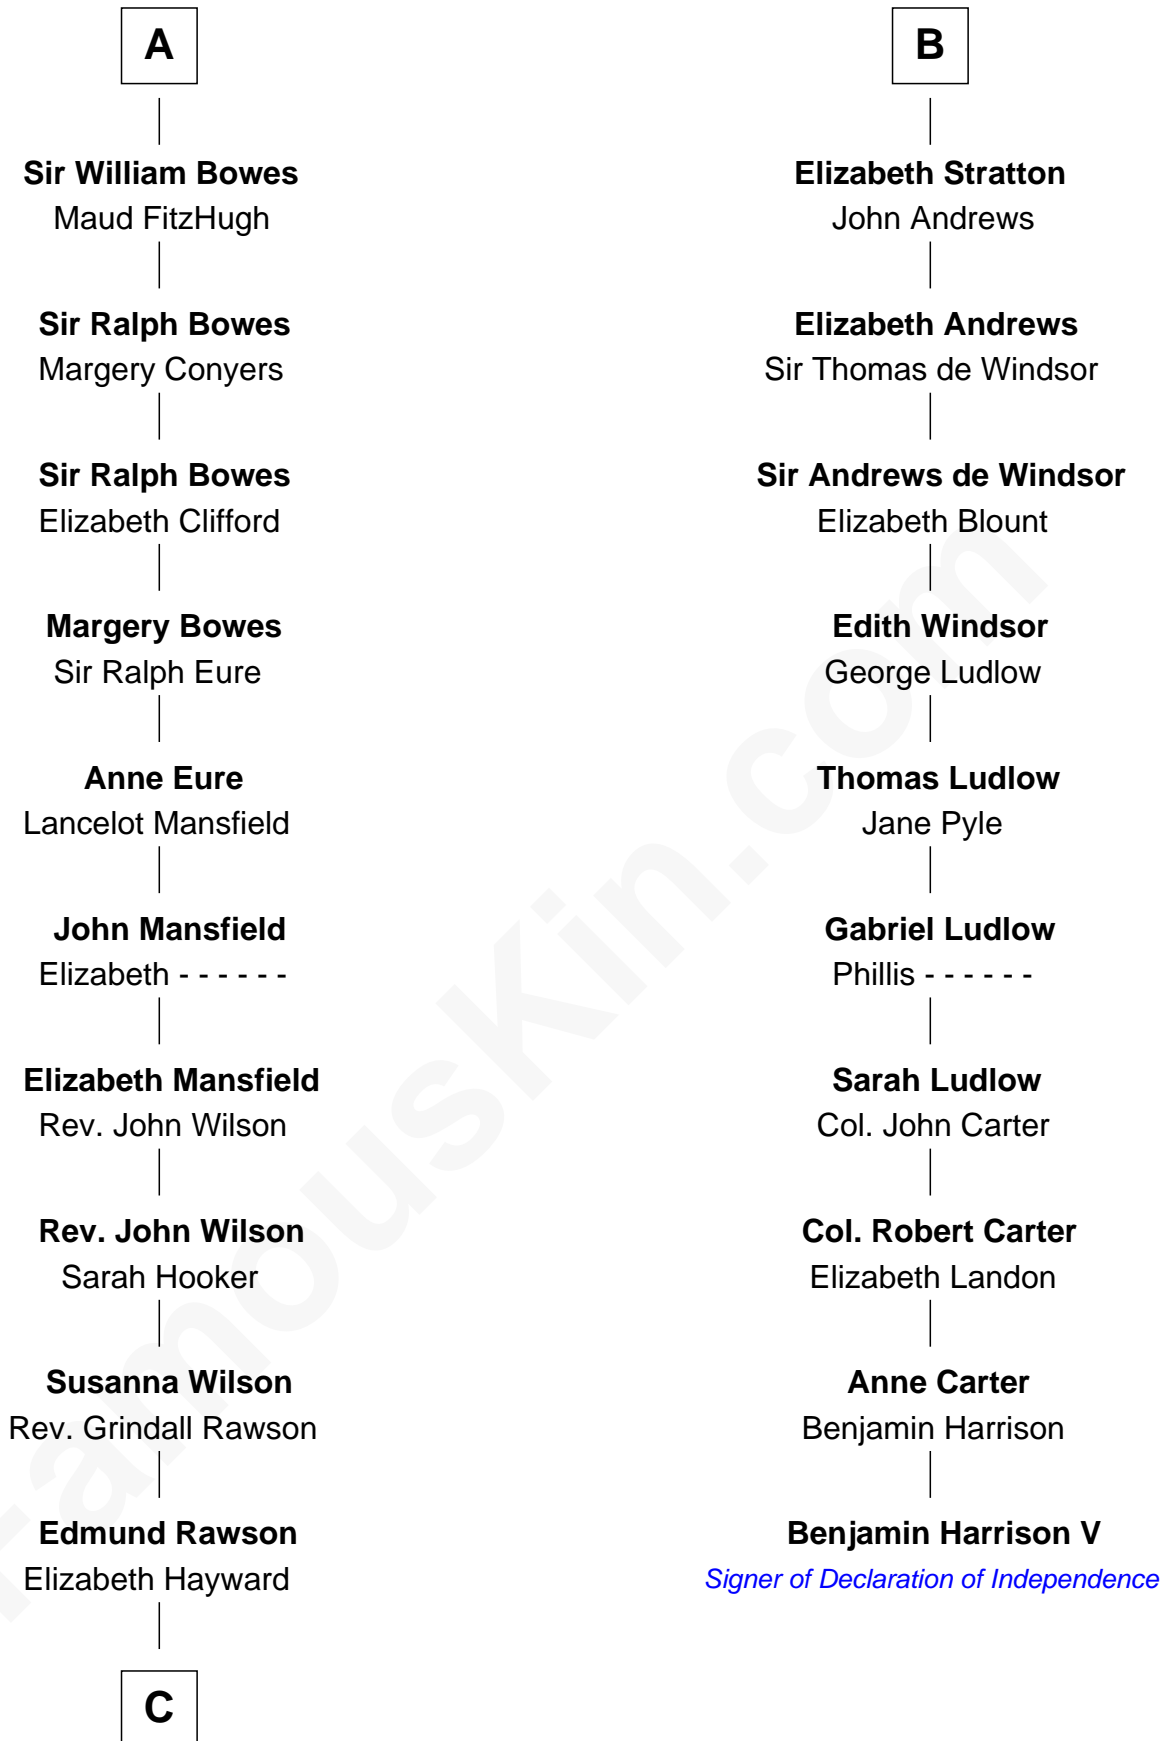 A
Sir William Bowes
Maud FitzHugh
Sir Ralph Bowes
Margery Conyers
Sir Ralph Bowes
Elizabeth Clifford
Margery Bowes
Sir Ralph Eure
Anne Eure
Lancelot Mansfield
John Mansfield
Elizabeth - - - - - -
Elizabeth Mansfield
Rev. John Wilson
Rev. John Wilson
Sarah Hooker
Susanna Wilson
Rev. Grindall Rawson
Edmund Rawson
Elizabeth Hayward
C
B
Elizabeth Stratton
John Andrews
Elizabeth Andrews
Sir Thomas de Windsor
Sir Andrews de Windsor
Elizabeth Blount
Edith Windsor
George Ludlow
Thomas Ludlow
Jane Pyle
Gabriel Ludlow
Phillis - - - - - -
Sarah Ludlow
Col. John Carter
Col. Robert Carter
Elizabeth Landon
Anne Carter
Benjamin Harrison
Benjamin Harrison V
Signer of Declaration of Independence
FamousKin.com